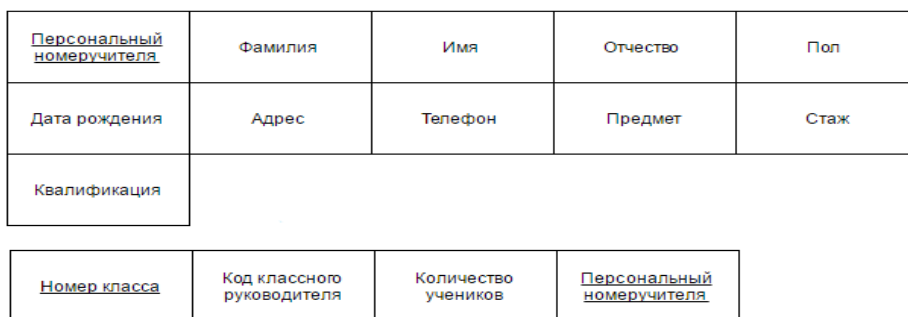 Персональный
номеручителя
Фамилия
Имя
Отчество
Пол
Дата рождения
Адрес
Телефон
Предмет
Стаж
Квалификация
Номер класса
Код классного
руководителя
Количество
учеников
Персональный
номеручителя